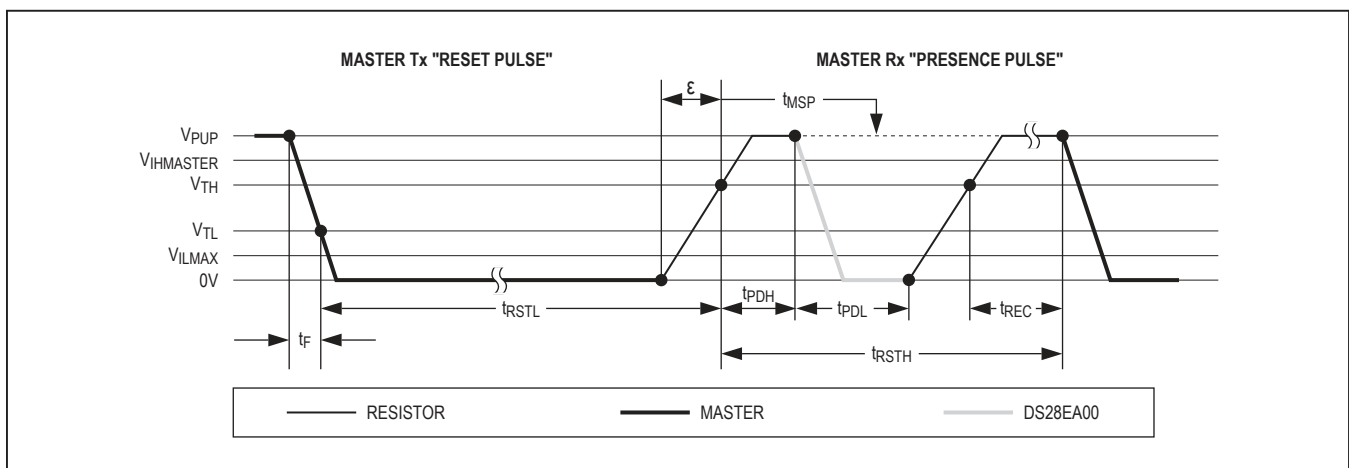 MASTER Tx "RESET PULSE" MASTER Rx "PRESENCE PULSE"
ε tMSP
VPUP
VIHMASTER
VTH
VTL
VILMAX
0V
tPDH
tRSTL tPDL tREC
tF tRSTH
RESISTOR MASTER DS28EA00